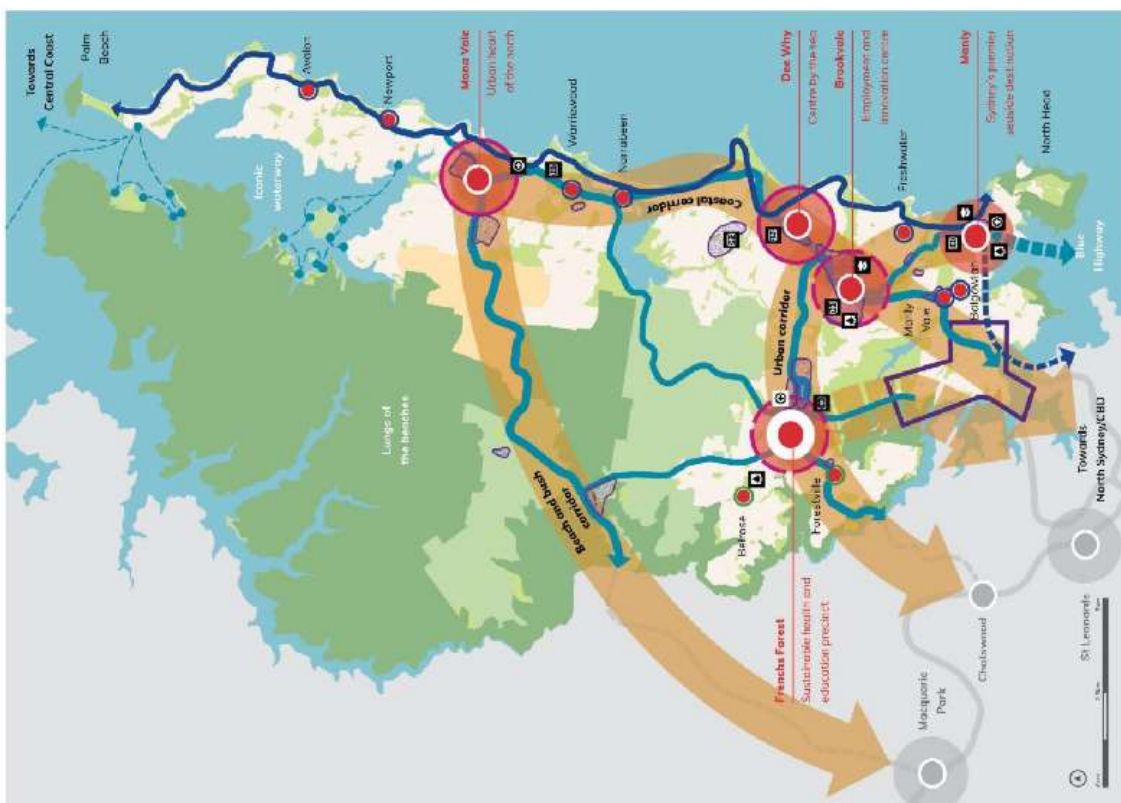 Towards
Central Coast
Palm
Beach
Avalon
Newport
Iconic
waterway
Mona Vale
Urban heart
of the north
Warriewood
Narrabeen
Coastal corridor
Lungs of
the beaches
Beach and bush
corridor
Dee Why
Centre by the sea
Brookvale
Employment and
innovation centre
Freshwater
Manly
Sydney's premier
seaside destination
North Head
Blue
Highway
Balgowlah
Manly
Vale
Urban corridor
Belrose
Forestville
Frenchs Forest
Sustainable health and
education precinct
Towards
North Sydney/CBD
Macquarie
Park
Chatswood
St Leonards